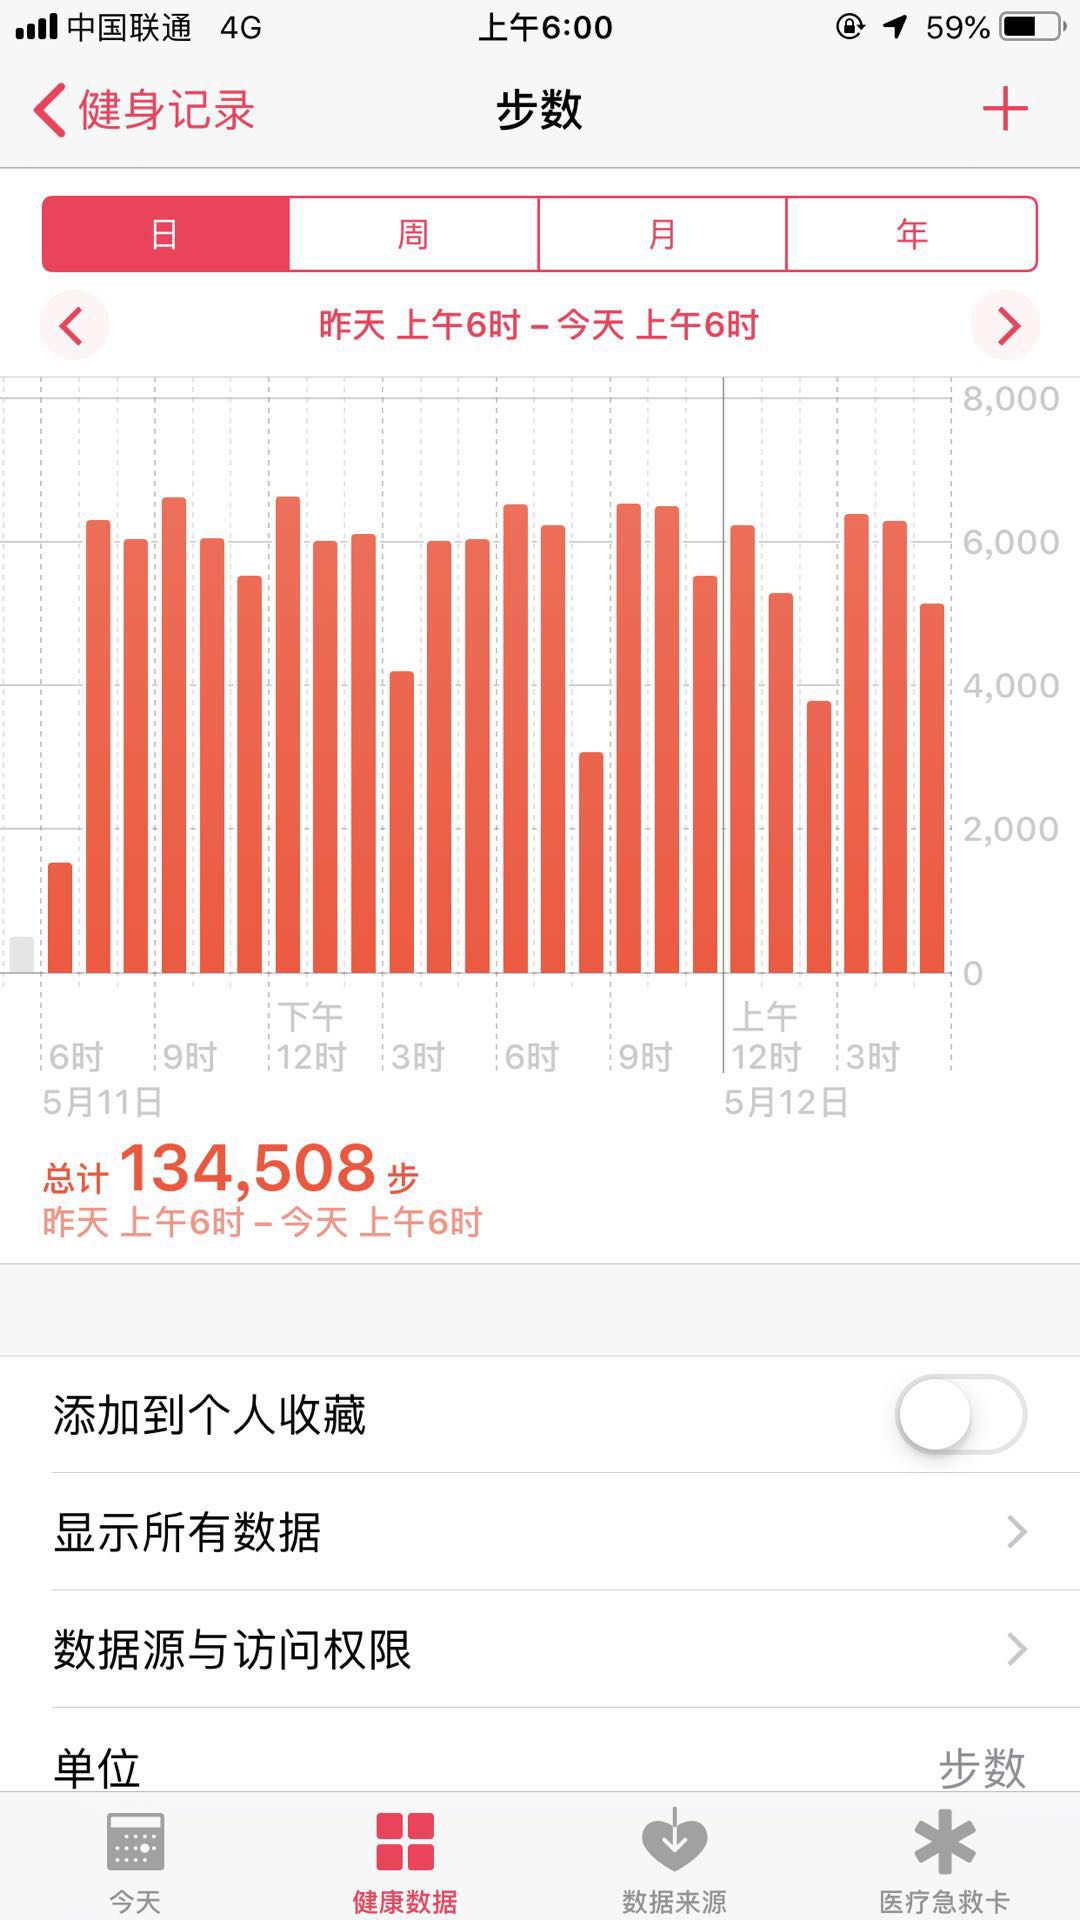 中国联通 4G 上午6:00 59%
健身记录 步数
日 周 月 年
昨天 上午6时 – 今天 上午6时
8,000
6,000
4,000
2,000
0
下午 上午
6时 9时 12时 3时 6时 9时 12时 3时
5月11日 5月12日
总计 134,508 步
昨天 上午6时 – 今天 上午6时
添加到个人收藏
显示所有数据
数据源与访问权限
单位 步数
今天 健康数据 数据来源 医疗急救卡